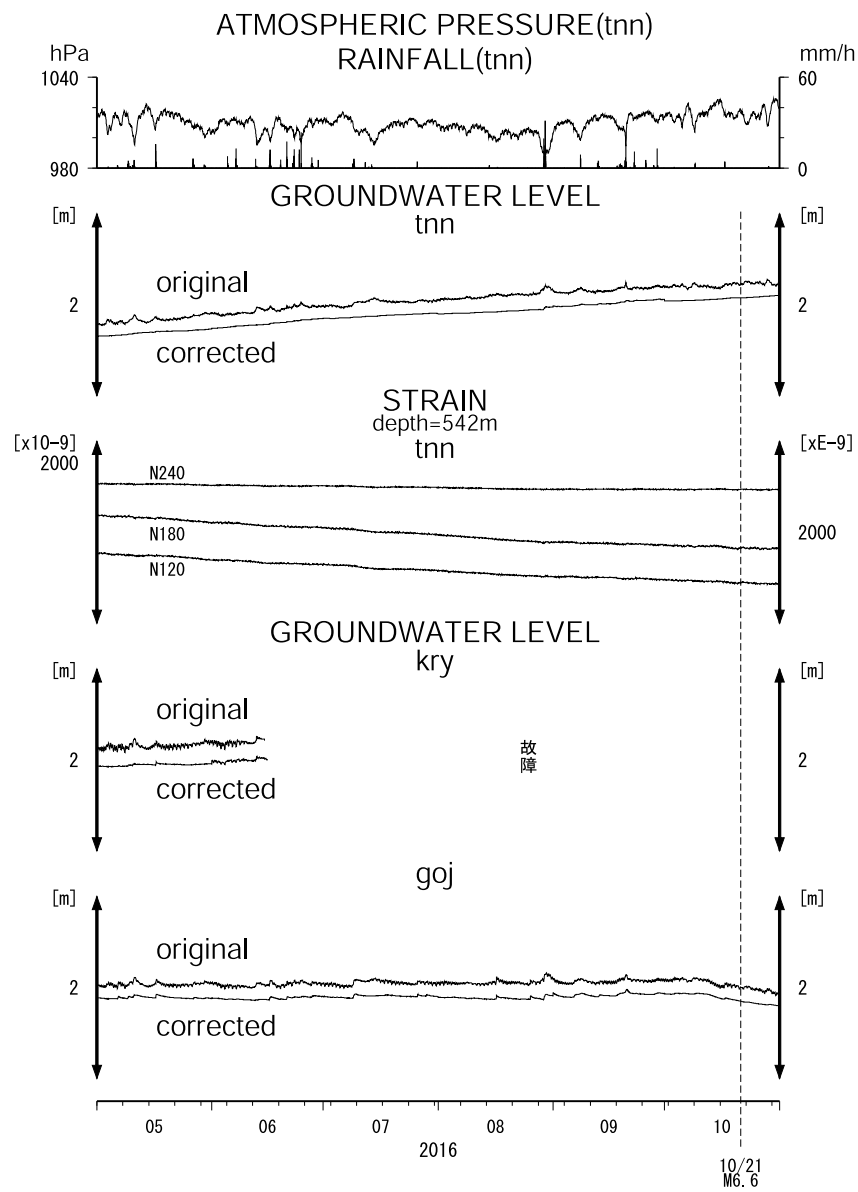 ATMOSPHERIC PRESSURE(tnn)
hPa RAINFALL(tnn) mm/h
1040 60
980 0
GROUNDWATER LEVEL
[m] tnn [m]
original
2 2
corrected
STRAIN
depth=542m
[x10-9] tnn [xE-9]
2000
N240
N180 2000
N120
GROUNDWATER LEVEL
kry
[m] [m]
original
2 故障 2
corrected
goj
[m] [m]
original
2 2
corrected
05 06 07 08 09 10
2016
10/21
M6.6